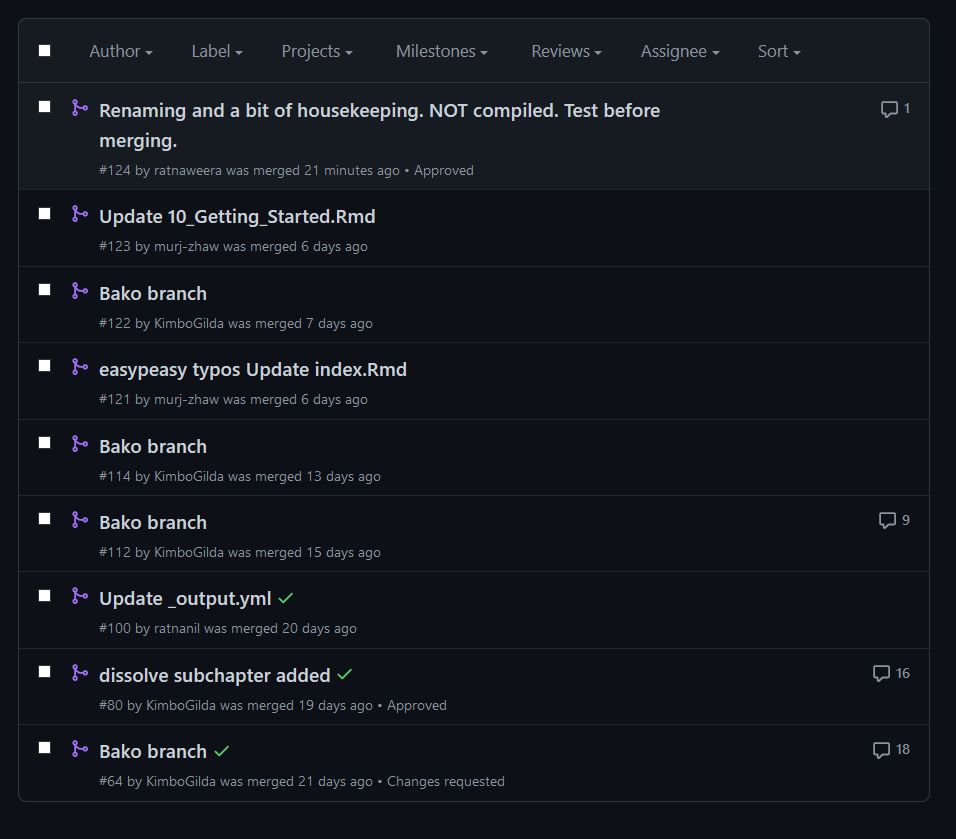 Author Label Projects Milestones Reviews Assignee Sort
Renaming and a bit of housekeeping. NOT compiled. Test before 1
merging.
#124 by ratnaweera was merged 21 minutes ago • Approved
Update 10_Getting_Started.Rmd
#123 by murj-zhaw was merged 6 days ago
Bako branch
#122 by KimboGilda was merged 7 days ago
easypeasy typos Update index.Rmd
#121 by murj-zhaw was merged 6 days ago
Bako branch
#114 by KimboGilda was merged 13 days ago
Bako branch 9
#112 by KimboGilda was merged 15 days ago
Update _output.yml
#100 by ratnanil was merged 20 days ago
dissolve subchapter added 16
#80 by KimboGilda was merged 19 days ago • Approved
Bako branch 18
#64 by KimboGilda was merged 21 days ago • Changes requested